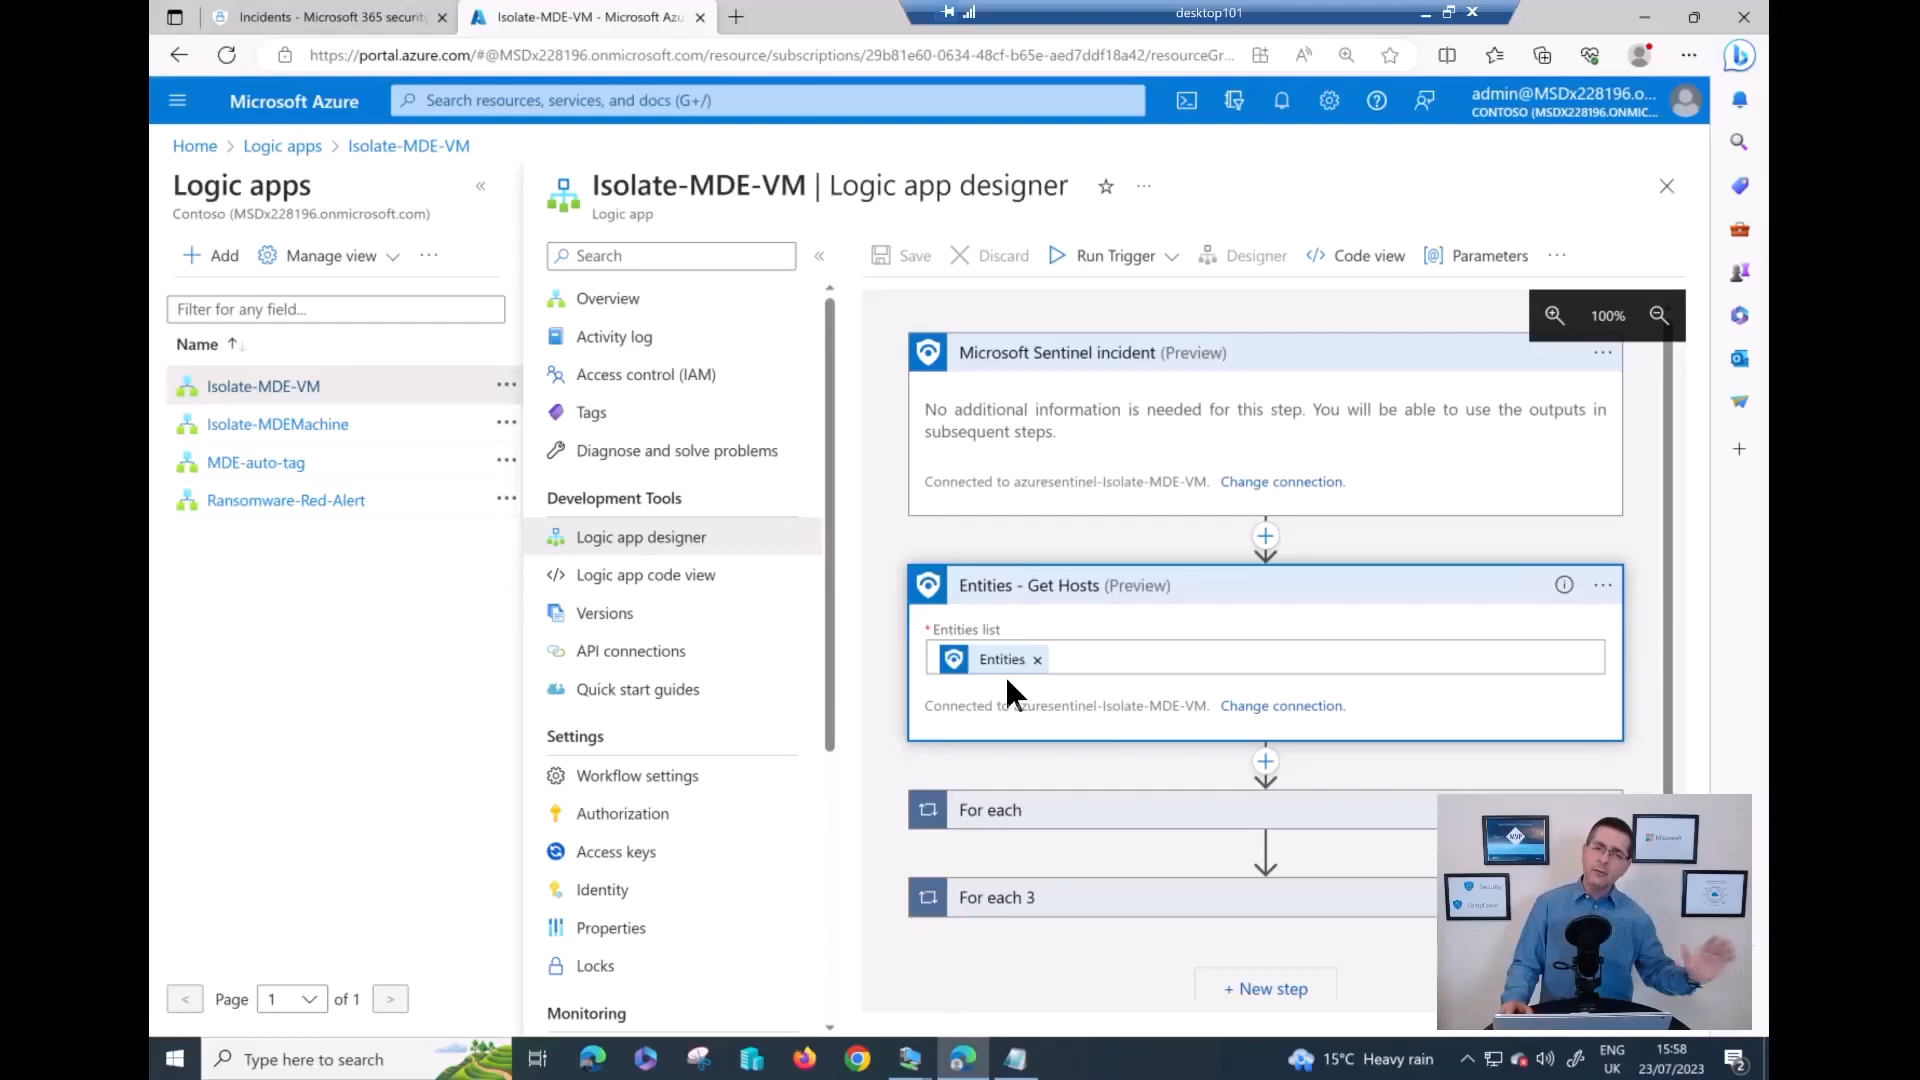 Incidents - Microsoft 365 security
Isolate-MDE-VM - Microsoft Azu
desktop101
https://portal.azure.com/#@MSDx228196.onmicrosoft.com/resource/subscriptions/29b81e60-0634-48cf-b65e-aed7ddf18a42/resourceGr...
Microsoft Azure
Search resources, services, and docs (G+/)
admin@MSDx228196.o...
CONTOSO (MSDX228196.ONMIC...
Home > Logic apps > Isolate-MDE-VM
Logic apps
Contoso (MSDx228196.onmicrosoft.com)
Add
Manage view
Filter for any field...
Name
Isolate-MDE-VM
Isolate-MDEMachine
MDE-auto-tag
Ransomware-Red-Alert
< Page 1 of 1 >
Isolate-MDE-VM | Logic app designer
Logic app
Search
Overview
Activity log
Access control (IAM)
Tags
Diagnose and solve problems
Development Tools
Logic app designer
Logic app code view
Versions
API connections
Quick start guides
Settings
Workflow settings
Authorization
Access keys
Identity
Properties
Locks
Monitoring
Save
Discard
Run Trigger
Designer
Code view
Parameters
100%
Microsoft Sentinel incident (Preview)
No additional information is needed for this step. You will be able to use the outputs in
subsequent steps.
Connected to azuresentinel-Isolate-MDE-VM. Change connection.
Entities - Get Hosts (Preview)
* Entities list
Entities ×
Connected to azuresentinel-Isolate-MDE-VM. Change connection.
For each
For each 3
+ New step
MVP
Microsoft
Security
Compliance
Type here to search
15°C Heavy rain
ENG
UK
15:58
23/07/2023
2